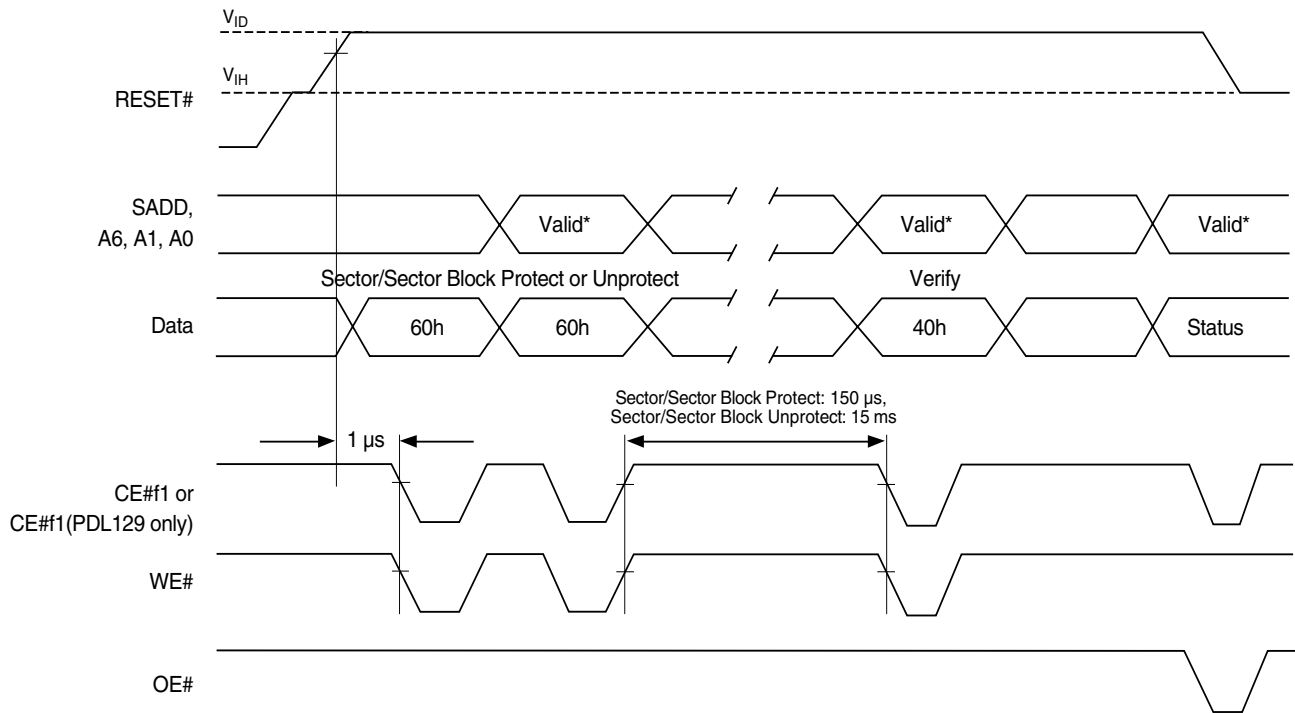 VID
VIH
RESET#
SADD,
A6, A1, A0
Valid*
Valid*
Valid*
Sector/Sector Block Protect or Unprotect
Verify
Data
60h
60h
40h
Status
Sector/Sector Block Protect: 150 µs,
Sector/Sector Block Unprotect: 15 ms
1 µs
CE#f1 or
CE#f1(PDL129 only)
WE#
OE#